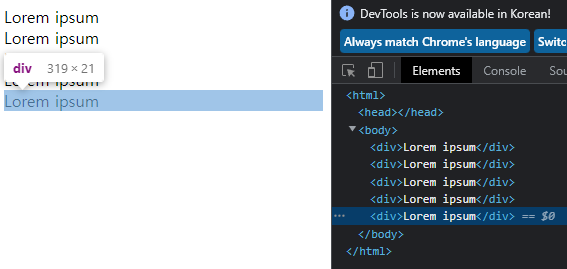 Lorem ipsum
Lorem ipsum
div 319 × 21
Lorem ipsum
Lorem ipsum
DevTools is now available in Korean!
Always match Chrome's language
Switc
Elements Console Sou
<html>
<head></head>
<body>
<div>Lorem ipsum</div>
<div>Lorem ipsum</div>
<div>Lorem ipsum</div>
<div>Lorem ipsum</div>
<div>Lorem ipsum</div> == $0
</body>
</html>